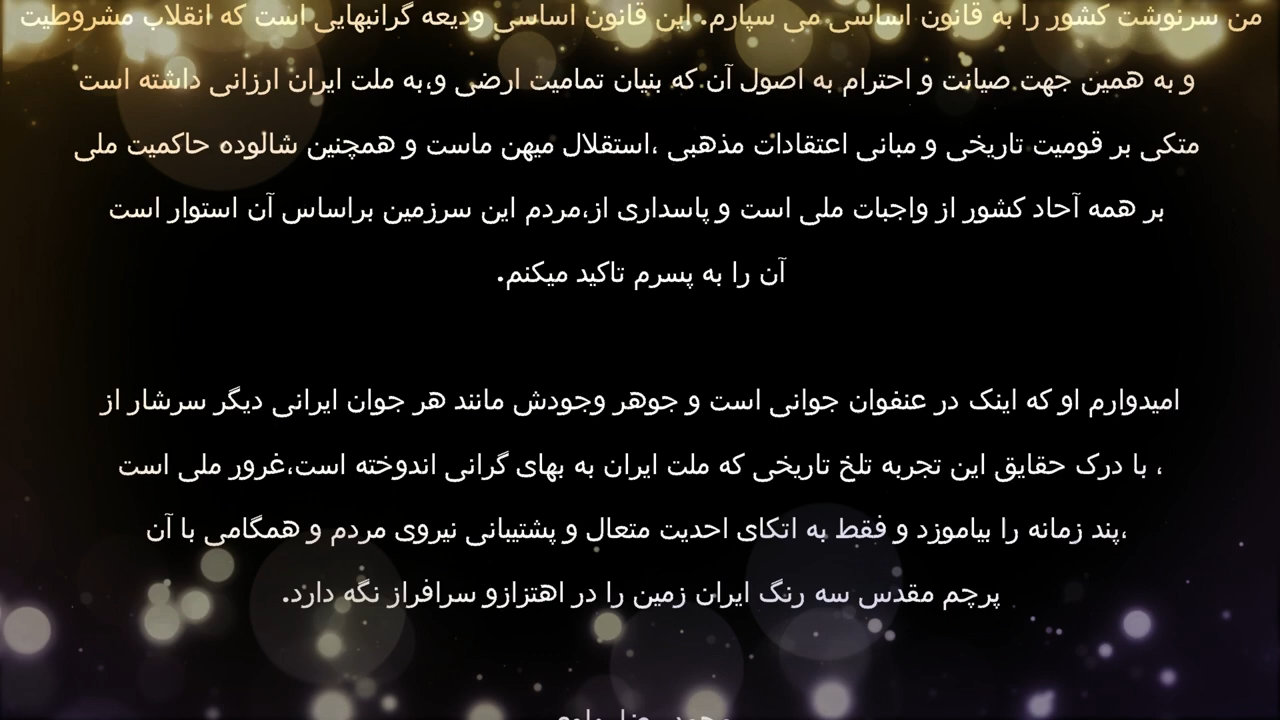 من سرنوشت کشور را به قانون اساسی می سپارم. این قانون اساسی ودیعه گرانبهایی است که انقلاب مشروطیت
و به همین جهت صیانت و احترام به اصول آن که بنیان تمامیت ارضی و،به ملت ایران ارزانی داشته است
متکی بر قومیت تاریخی و مبانی اعتقادات مذهبی ،استقلال میهن ماست و همچنین شالوده حاکمیت ملی
بر همه آحاد کشور از واجبات ملی است و پاسداری از،مردم این سرزمین براساس آن استوار است
آن را به پسرم تاکید میکنم.
امیدوارم او که اینک در عنفوان جوانی است و جوهر وجودش مانند هر جوان ایرانی دیگر سرشار از
، با درک حقایق این تجربه تلخ تاریخی که ملت ایران به بهای گرانی اندوخته است،غرور ملی است
،پند زمانه را بیاموزد و فقط به اتکای احدیت متعال و پشتیبانی نیروی مردم و همگامی با آن
پرچم مقدس سه رنگ ایران زمین را در اهتزازو سرافراز نگه دارد.